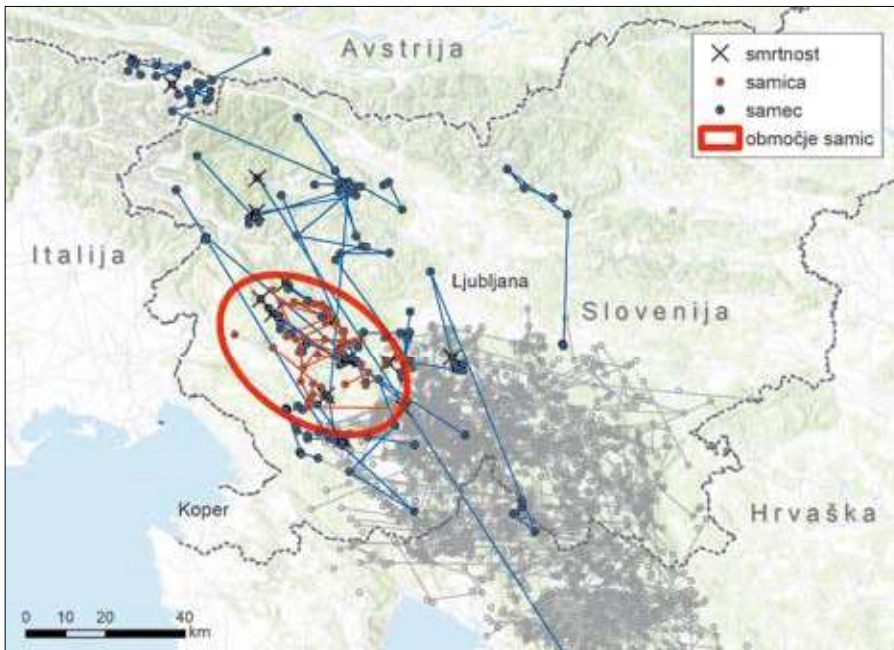 Avstrija
smrtnost
samica
samec
območje samic
Italija
Ljubljana
Slovenija
Koper
Hrvaška
0 10 20 40
km